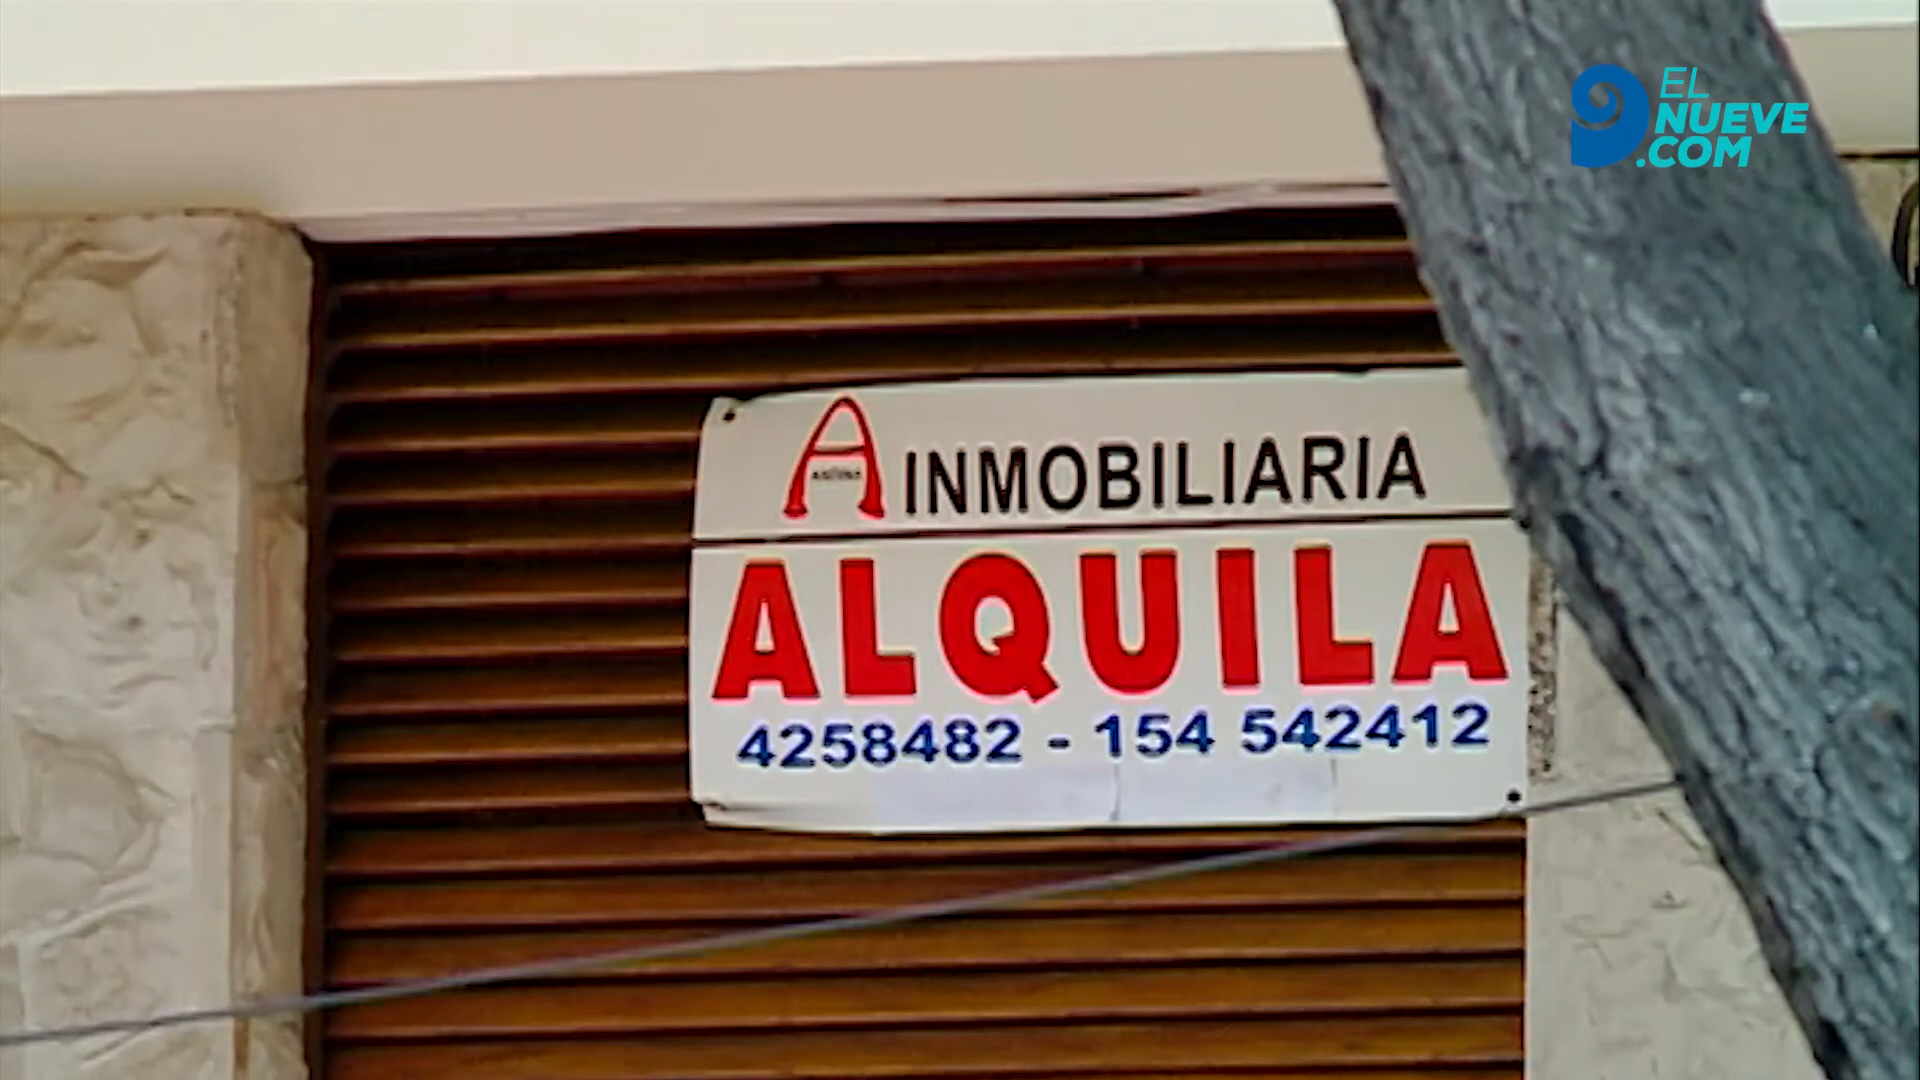 EL
NUEVE
.COM
A INMOBILIARIA
ALQUILA
4258482 - 154 542412